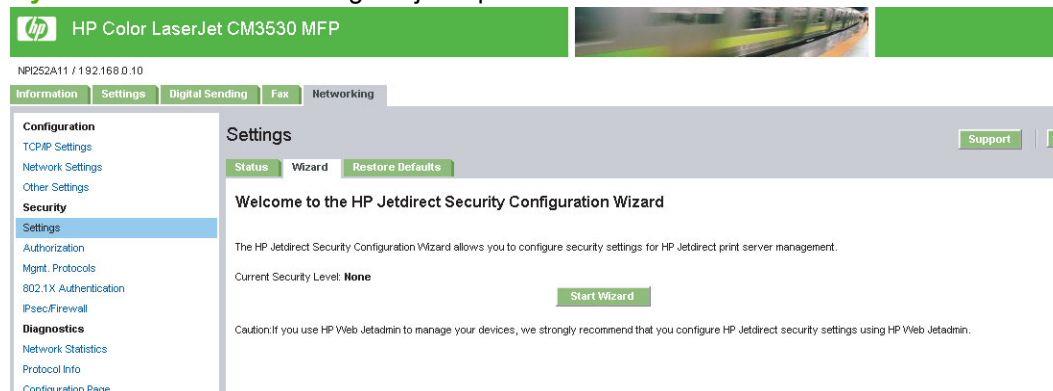 HP Color LaserJet CM3530 MFP
NPI252A11 / 192.168.0.10
Information Settings Digital Sending Fax Networking
Configuration
TCP/IP Settings
Network Settings
Other Settings
Security
Settings
Authorization
Mgmt. Protocols
802.1X Authentication
IPsec/Firewall
Diagnostics
Network Statistics
Protocol Info
Configuration Page
Settings
Support
Status Wizard Restore Defaults
Welcome to the HP Jetdirect Security Configuration Wizard
The HP Jetdirect Security Configuration Wizard allows you to configure security settings for HP Jetdirect print server management.
Current Security Level: None
Start Wizard
Caution:If you use HP Web Jetadmin to manage your devices, we strongly recommend that you configure HP Jetdirect security settings using HP Web Jetadmin.